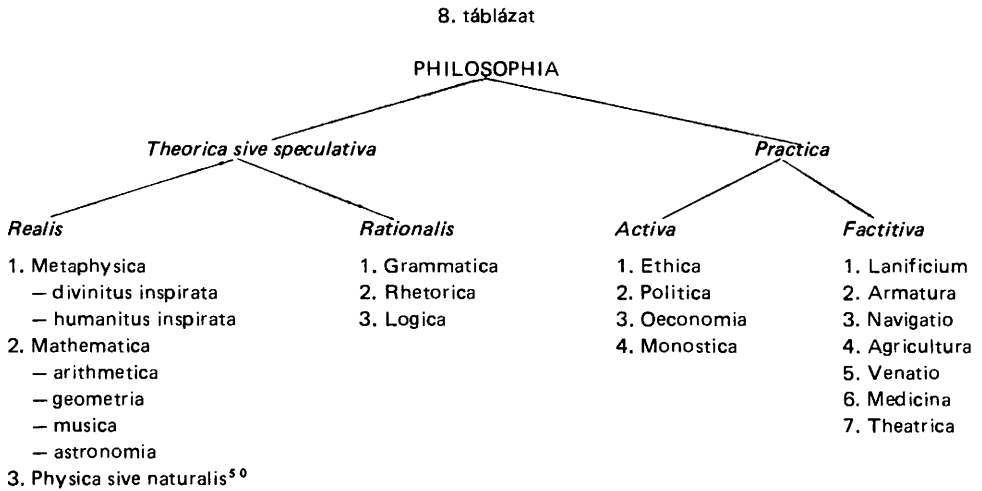 8. táblázat
PHILOSOPHIA
Theorica sive speculativa
Practica
Realis
1. Metaphysica
— divinitus inspirata
— humanitus inspirata
2. Mathematica
— arithmetica
— geometria
— musica
— astronomia
3. Physica sive naturalis⁵⁰
Rationalis
1. Grammatica
2. Rhetorica
3. Logica
Activa
1. Ethica
2. Politica
3. Oeconomia
4. Monostica
Factitiva
1. Lanificium
2. Armatura
3. Navigatio
4. Agricultura
5. Venatio
6. Medicina
7. Theatrica